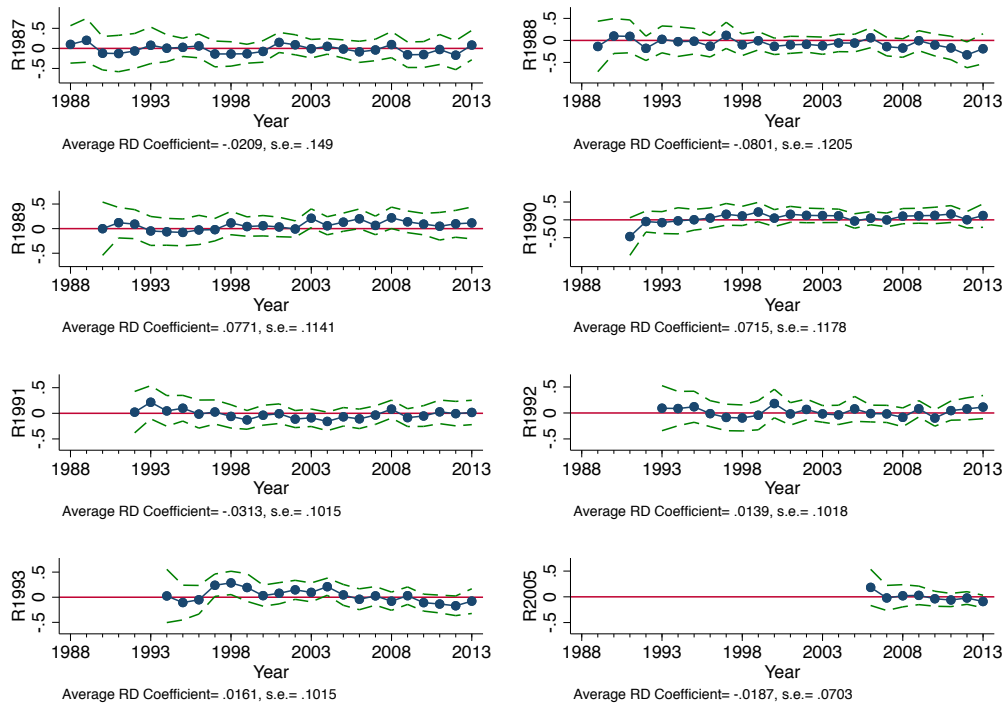 R1987
.5
0
-.5
1988 1993 1998 2003 2008 2013
Year
Average RD Coefficient= -.0209, s.e.= .149
R1988
.5
0
-.5
1988 1993 1998 2003 2008 2013
Year
Average RD Coefficient= -.0801, s.e.= .1205
R1989
.5
0
-.5
1988 1993 1998 2003 2008 2013
Year
Average RD Coefficient= .0771, s.e.= .1141
R1990
.5
0
-.5
1988 1993 1998 2003 2008 2013
Year
Average RD Coefficient= .0715, s.e.= .1178
R1991
.5
0
-.5
1988 1993 1998 2003 2008 2013
Year
Average RD Coefficient= -.0313, s.e.= .1015
R1992
.5
0
-.5
1988 1993 1998 2003 2008 2013
Year
Average RD Coefficient= .0139, s.e.= .1018
R1993
.5
0
-.5
1988 1993 1998 2003 2008 2013
Year
Average RD Coefficient= .0161, s.e.= .1015
R2005
.5
0
-.5
1988 1993 1998 2003 2008 2013
Year
Average RD Coefficient= -.0187, s.e.= .0703